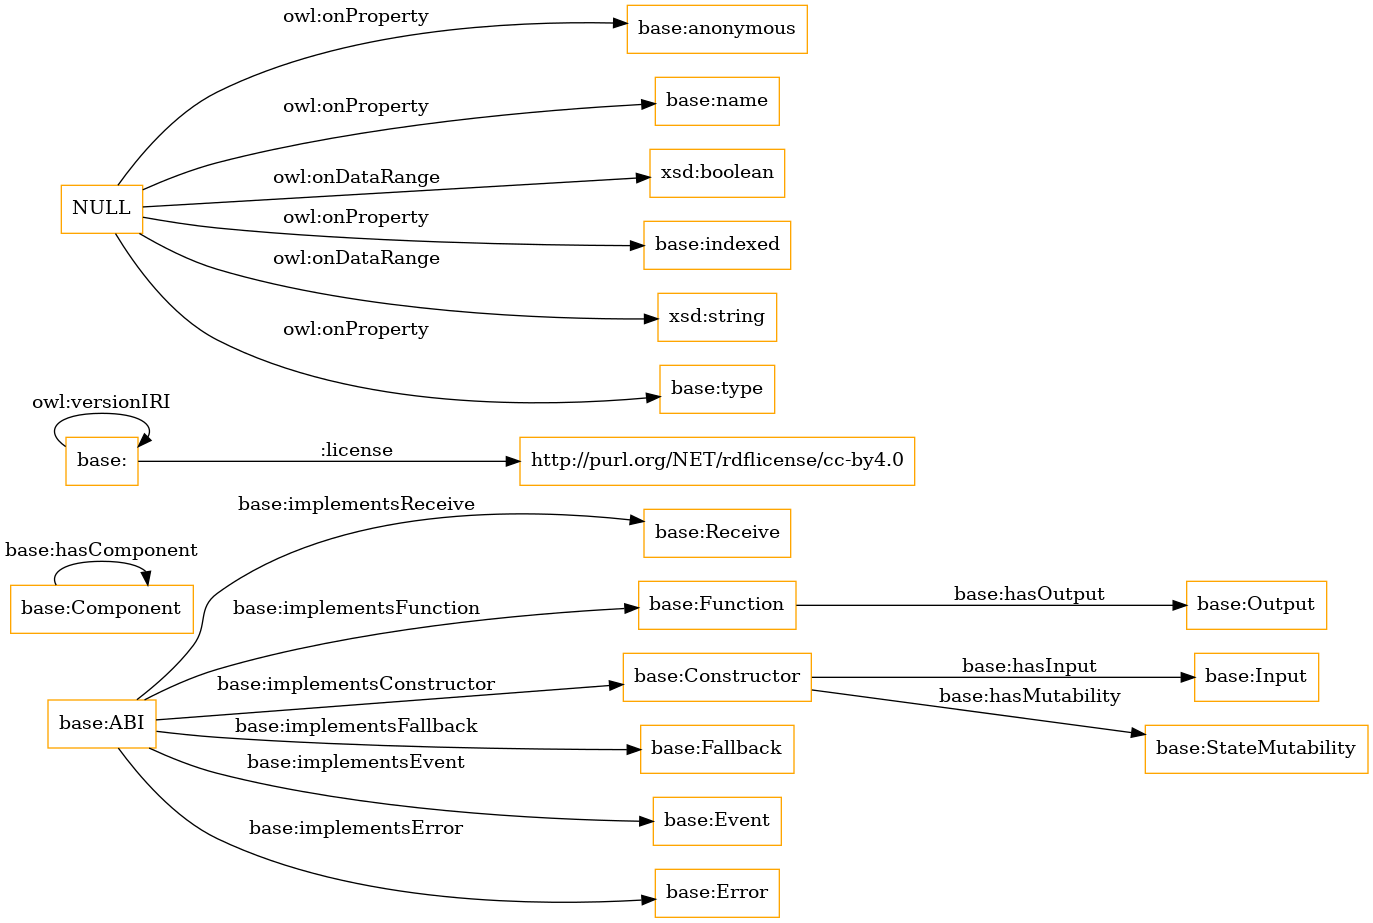 owl:onProperty
base:anonymous
owl:onProperty
base:name
owl:onDataRange
xsd:boolean
NULL
owl:onProperty
base:indexed
owl:onDataRange
xsd:string
owl:onProperty
base:type
owl:versionIRI
base:
:license
http://purl.org/NET/rdflicense/cc-by4.0
base:implementsReceive
base:Receive
base:hasComponent
base:Component
base:implementsFunction
base:Function
base:hasOutput
base:Output
base:implementsConstructor
base:Constructor
base:hasInput
base:Input
base:hasMutability
base:StateMutability
base:ABI
base:implementsFallback
base:Fallback
base:implementsEvent
base:Event
base:implementsError
base:Error